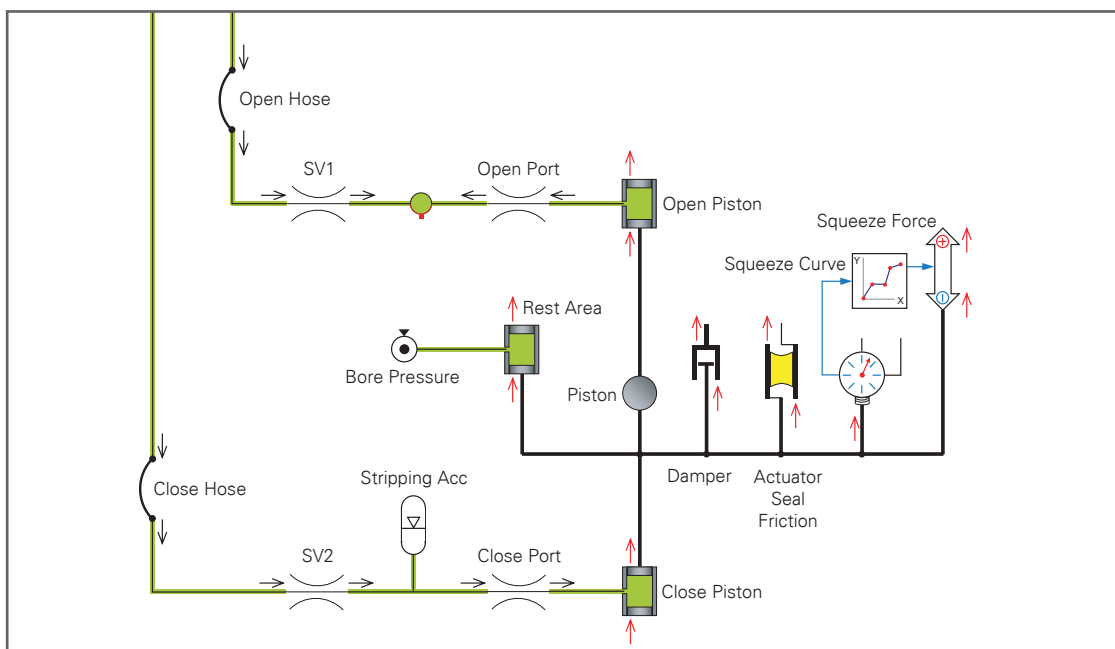 Open Hose
SV1
Open Port
Open Piston
Squeeze Force
Squeeze Curve
Y
X
Rest Area
Bore Pressure
Piston
Damper
Actuator
Seal
Friction
Close Hose
Stripping Acc
SV2
Close Port
Close Piston